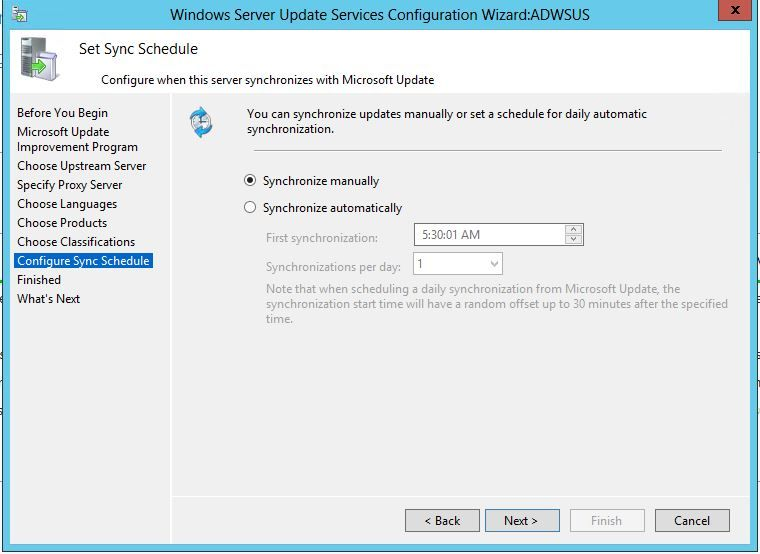 Windows Server Update Services Configuration Wizard:ADWSUS
x
Set Sync Schedule
Configure when this server synchronizes with Microsoft Update
Before You Begin
Microsoft Update
Improvement Program
Choose Upstream Server
Specify Proxy Server
Choose Languages
Choose Products
Choose Classifications
Configure Sync Schedule
Finished
What's Next
You can synchronize updates manually or set a schedule for daily automatic
synchronization.
Synchronize manually
Synchronize automatically
First synchronization:
5:30:01 AM
Synchronizations per day:
1
Note that when scheduling a daily synchronization from Microsoft Update, the
synchronization start time will have a random offset up to 30 minutes after the specified
time.
< Back
Next >
Finish
Cancel